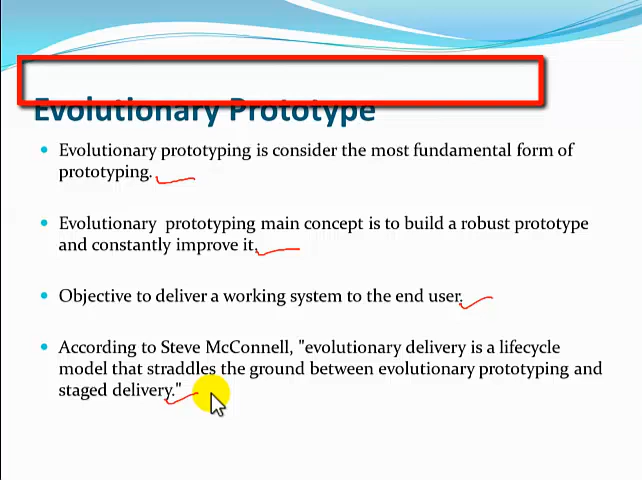 Evolutionary Prototype
Evolutionary prototyping is consider the most fundamental form of
prototyping.
Evolutionary prototyping main concept is to build a robust prototype
and constantly improve it.
Objective to deliver a working system to the end user.
According to Steve McConnell, "evolutionary delivery is a lifecycle
model that straddles the ground between evolutionary prototyping and
staged delivery."